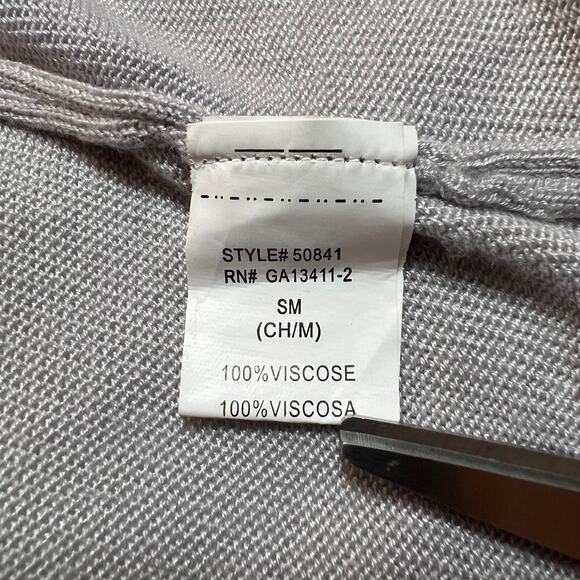 STYLE# 50841
RN# GA13411-2
SM
(CH/M)
100%VISCOSE
100%VISCOSA